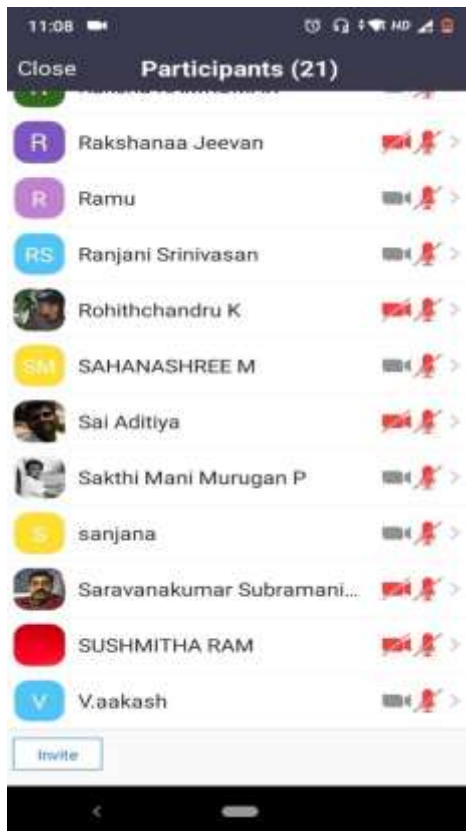 11:08
HD
Close Participants (21)
R Rakshanaa Jeevan
R Ramu
RS Ranjani Srinivasan
Rohithchandru K
SM SAHANASHREE M
Sai Aditiya
Sakthi Mani Murugan P
S sanjana
Saravanakumar Subramani...
SUSHMITHA RAM
V V.aakash
Invite